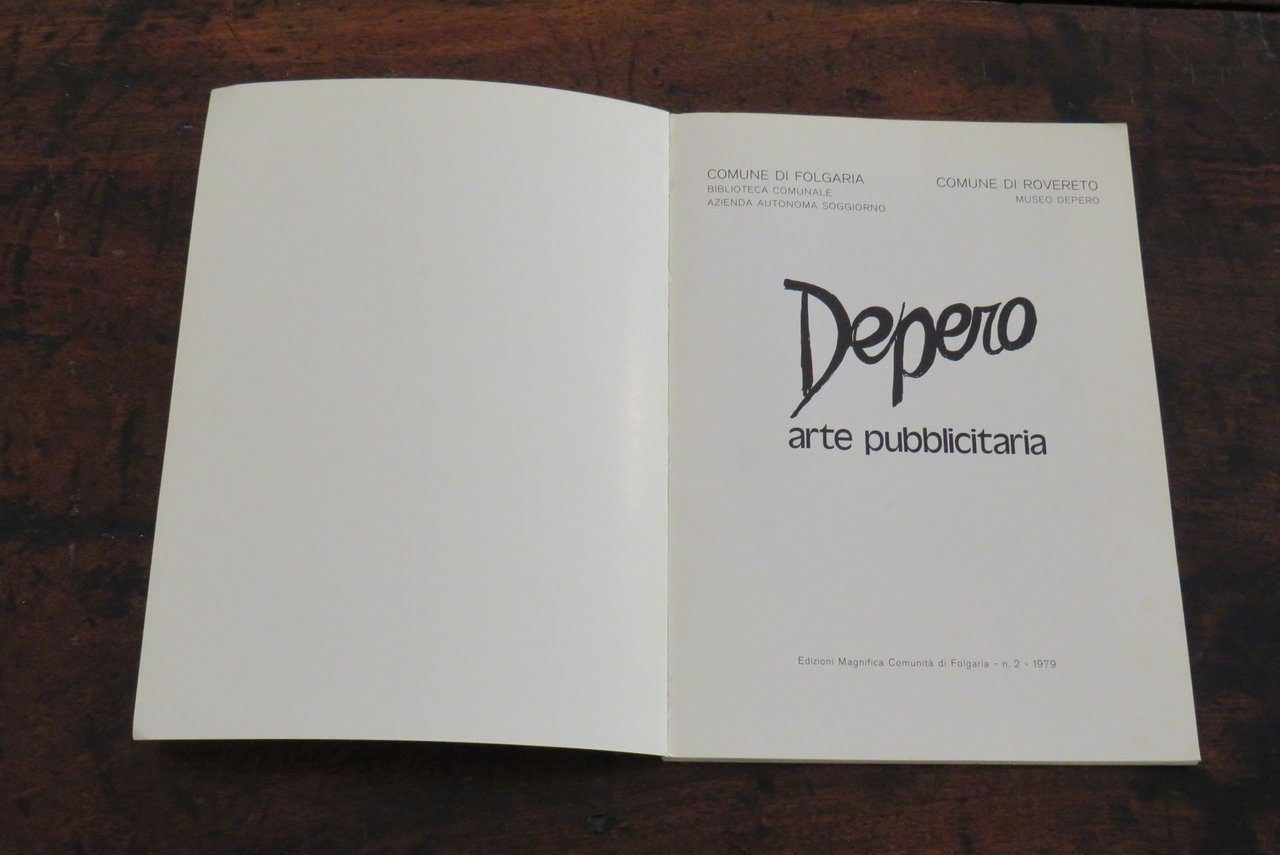 COMUNE DI FOLGARIA
BIBLIOTECA COMUNALE
AZIENDA AUTONOMA SOGGIORNO
COMUNE DI ROVERETO
MUSEO DEPERO
Depero
arte pubblicitaria
Edizioni Magnifica Comunità di Folgaria - n. 2 - 1979